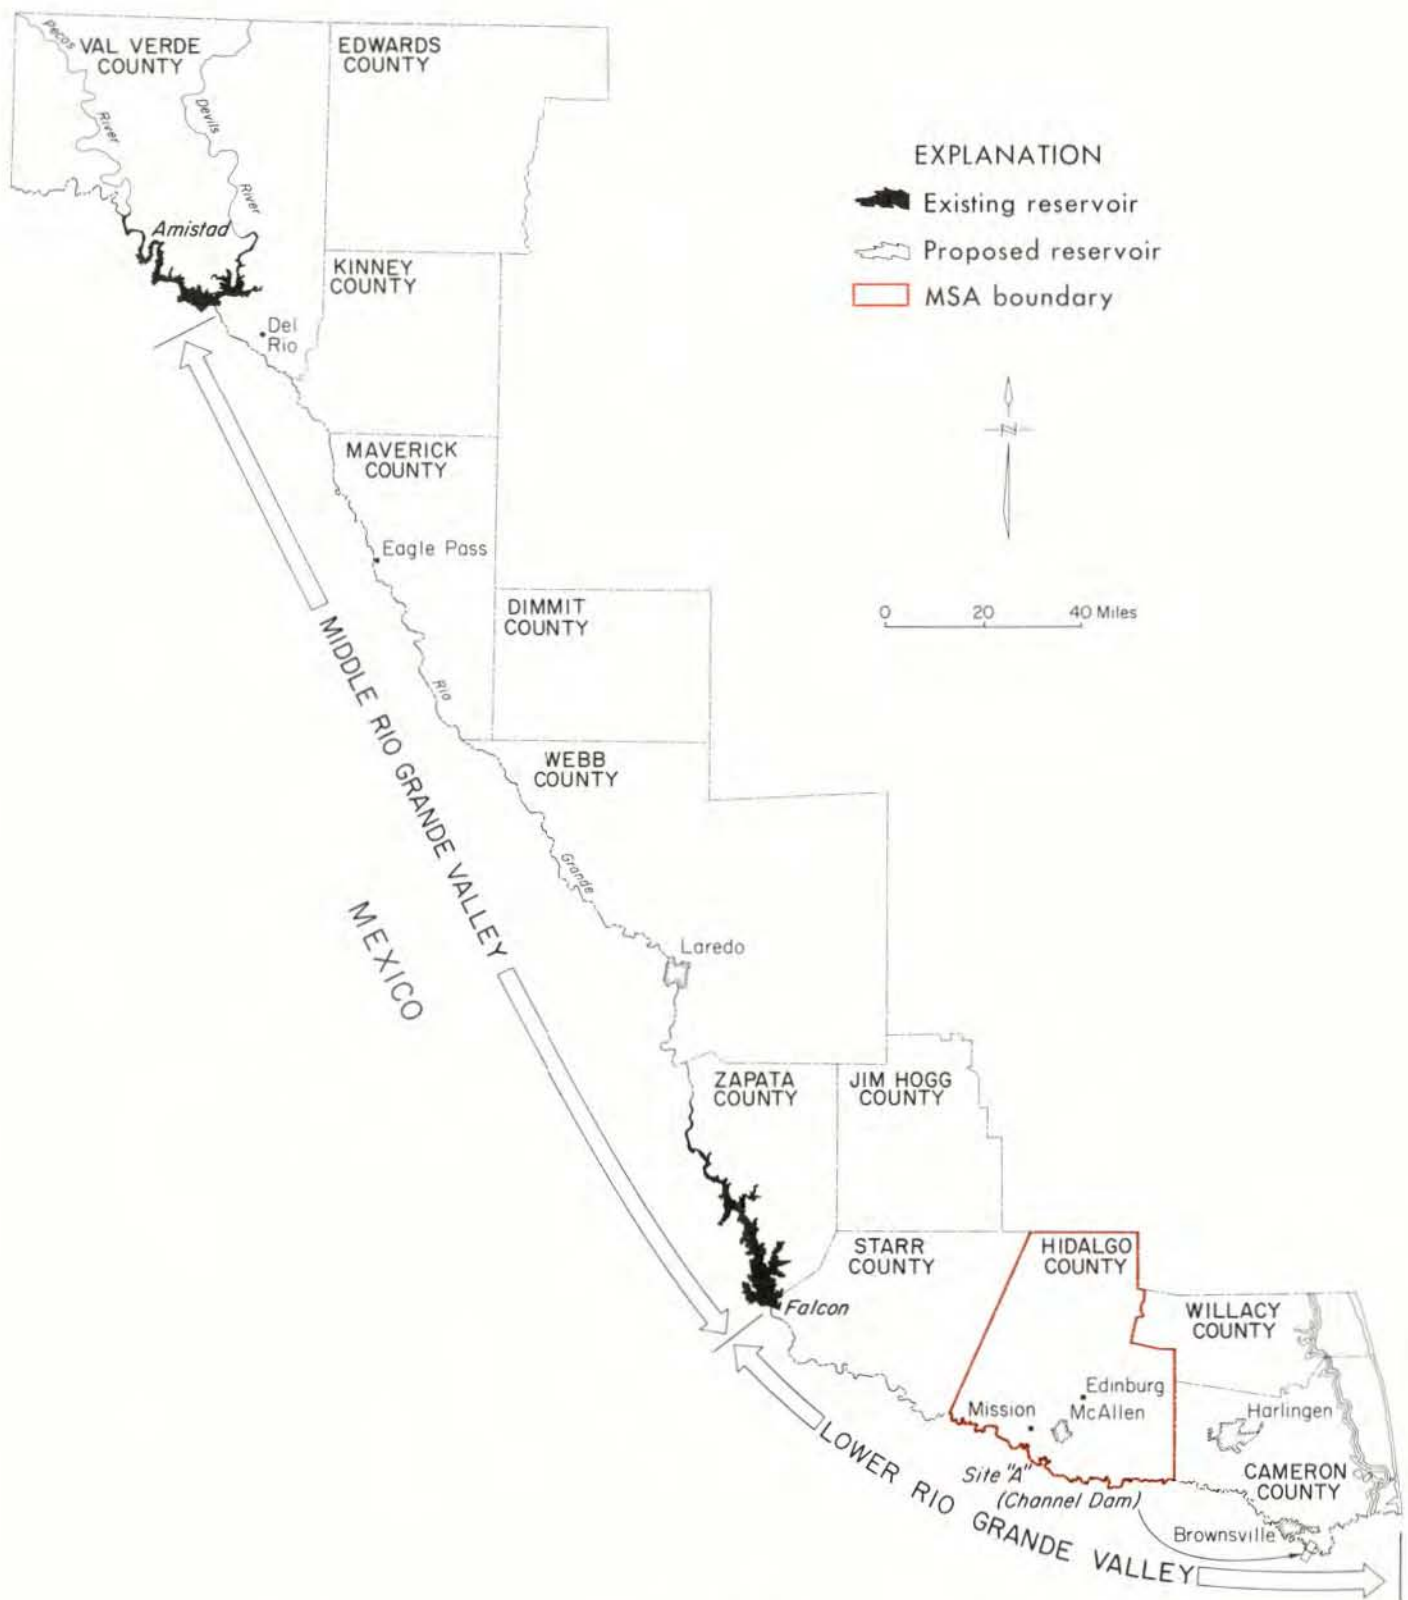 Pecos
River
VAL VERDE
COUNTY
Devils
River
EDWARDS
COUNTY
Amistad
Del
Rio
KINNEY
COUNTY
EXPLANATION
Existing reservoir
Proposed reservoir
MSA boundary
N
0 20 40 Miles
MAVERICK
COUNTY
Eagle Pass
DIMMIT
COUNTY
Rio
Grande
MIDDLE RIO GRANDE VALLEY
MEXICO
WEBB
COUNTY
Laredo
ZAPATA
COUNTY
JIM HOGG
COUNTY
Falcon
STARR
COUNTY
HIDALGO
COUNTY
WILLACY
COUNTY
Edinburg
Mission
McAllen
Harlingen
Site "A"
(Channel Dam)
CAMERON
COUNTY
Brownsville
LOWER RIO GRANDE VALLEY